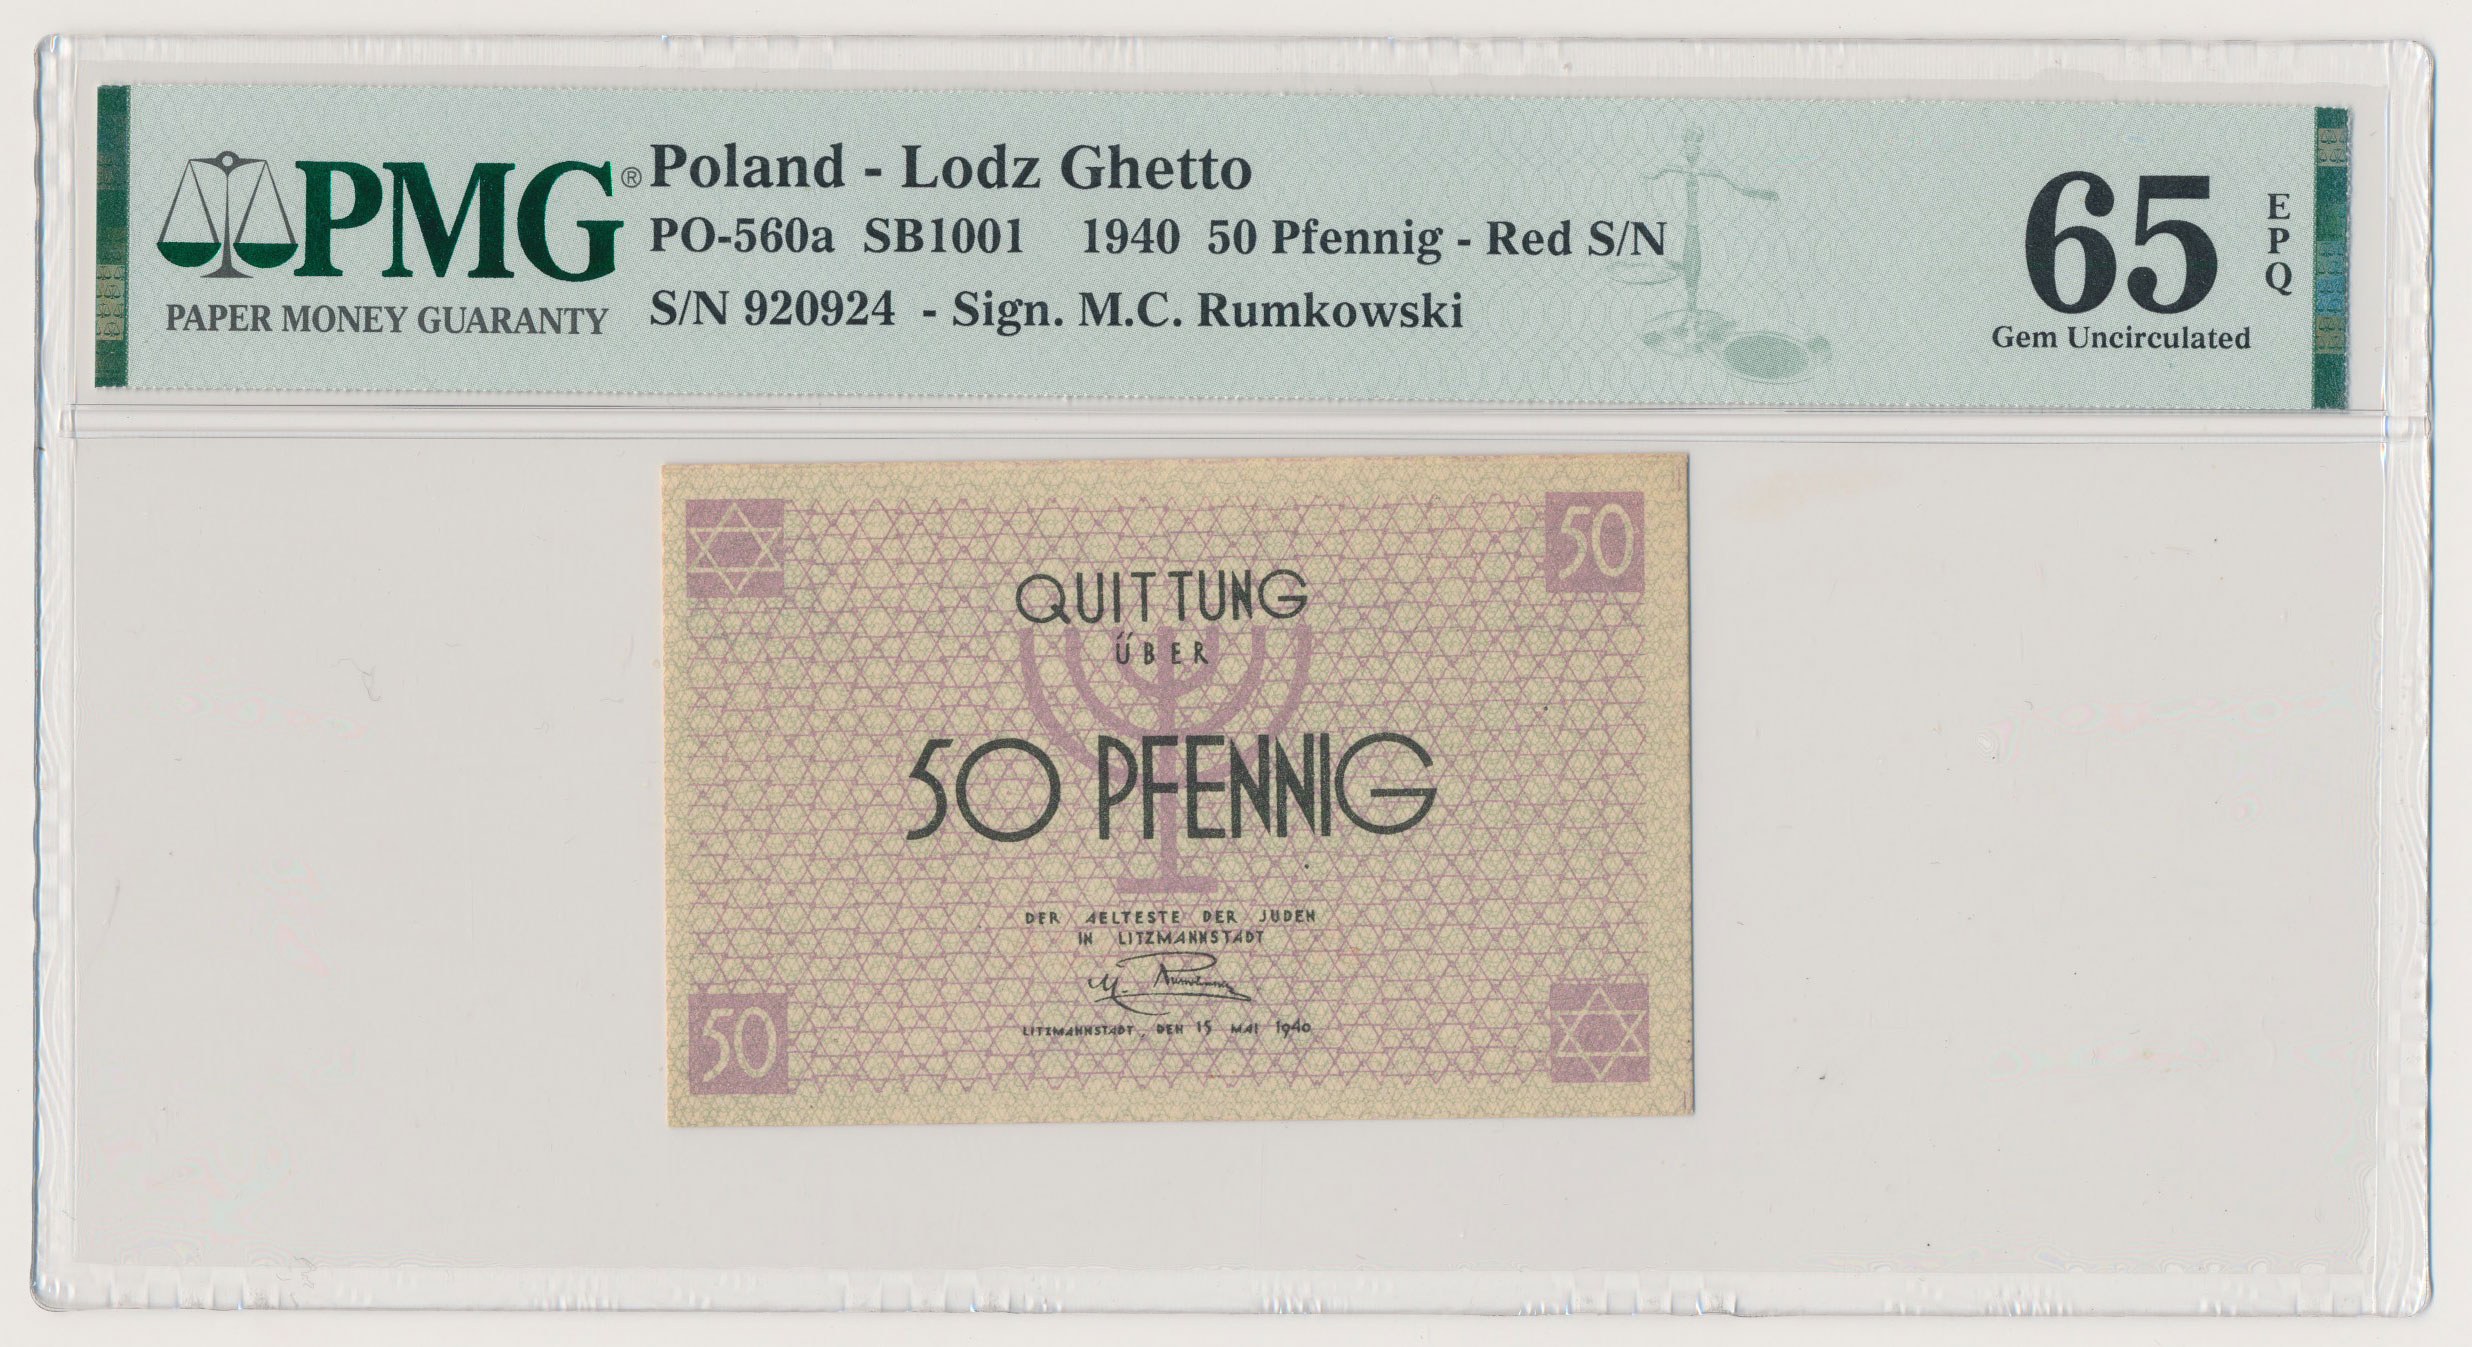 PMG®
PAPER MONEY GUARANTY
Poland - Lodz Ghetto
PO-560a SB1001 1940 50 Pfennig - Red S/N
S/N 920924 - Sign. M.C. Rumkowski
65
EPQ
Gem Uncirculated
50
QUITTUNG
ÜBER
50 PFENNIG
DER AELTESTE DER JUDEN
IN LITZMANNSTADT
M. Rumkowski
LITZMANNSTADT, DEN 15 MAI 1940
50